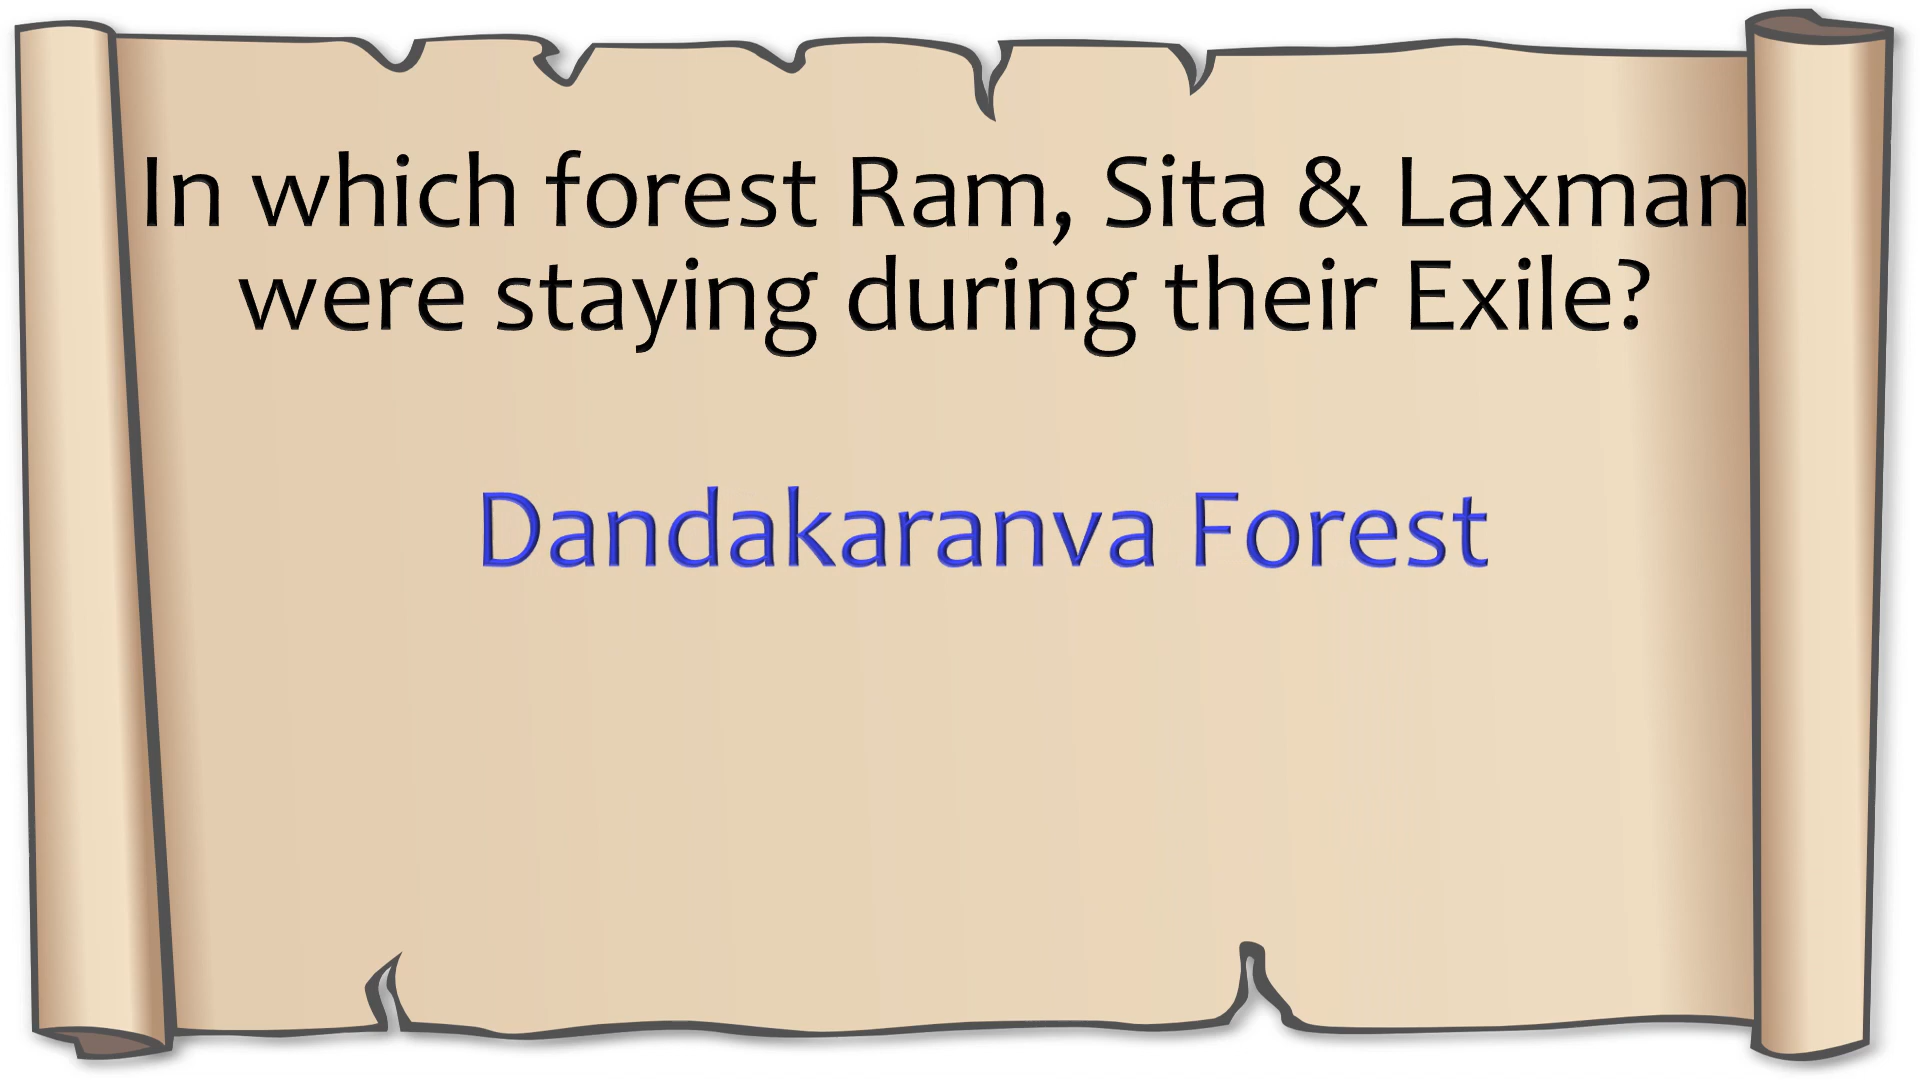 In which forest Ram, Sita & Laxman
were staying during their Exile?
Dandakaranva Forest